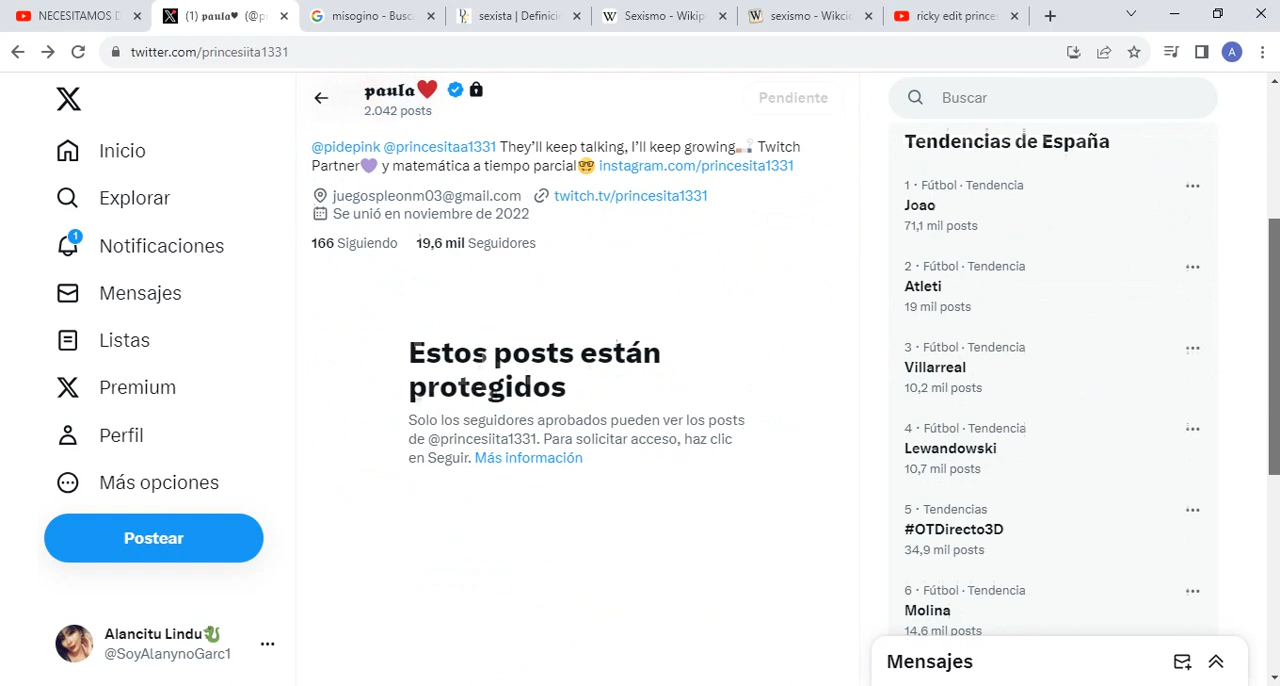 NECESITAMOS D
(1) paula♥ (@p
misogino - Busc
sexista | Definici
Sexismo - Wikip
sexismo - Wikci
ricky edit prince
twitter.com/princesiita1331
A
X
Inicio
Explorar
1
Notificaciones
Mensajes
Listas
Premium
Perfil
Más opciones
Postear
Alancitu Lindu🐉
@SoyAlanynoGarc1
paula❤️
2.042 posts
Pendiente
@pidepink @princesitaa1331 They'll keep talking, I'll keep growing🚬 Twitch
Partner💜 y matemática a tiempo parcial🤓 instagram.com/princesita1331
juegospleonm03@gmail.com twitch.tv/princesita1331
Se unió en noviembre de 2022
166 Siguiendo 19,6 mil Seguidores
Estos posts están
protegidos
Solo los seguidores aprobados pueden ver los posts
de @princesiita1331. Para solicitar acceso, haz clic
en Seguir. Más información
Buscar
Tendencias de España
1 · Fútbol · Tendencia
Joao
71,1 mil posts
2 · Fútbol · Tendencia
Atleti
19 mil posts
3 · Fútbol · Tendencia
Villarreal
10,2 mil posts
4 · Fútbol · Tendencia
Lewandowski
10,7 mil posts
5 · Tendencias
#OTDirecto3D
34,9 mil posts
6 · Fútbol · Tendencia
Molina
14,6 mil posts
Mensajes